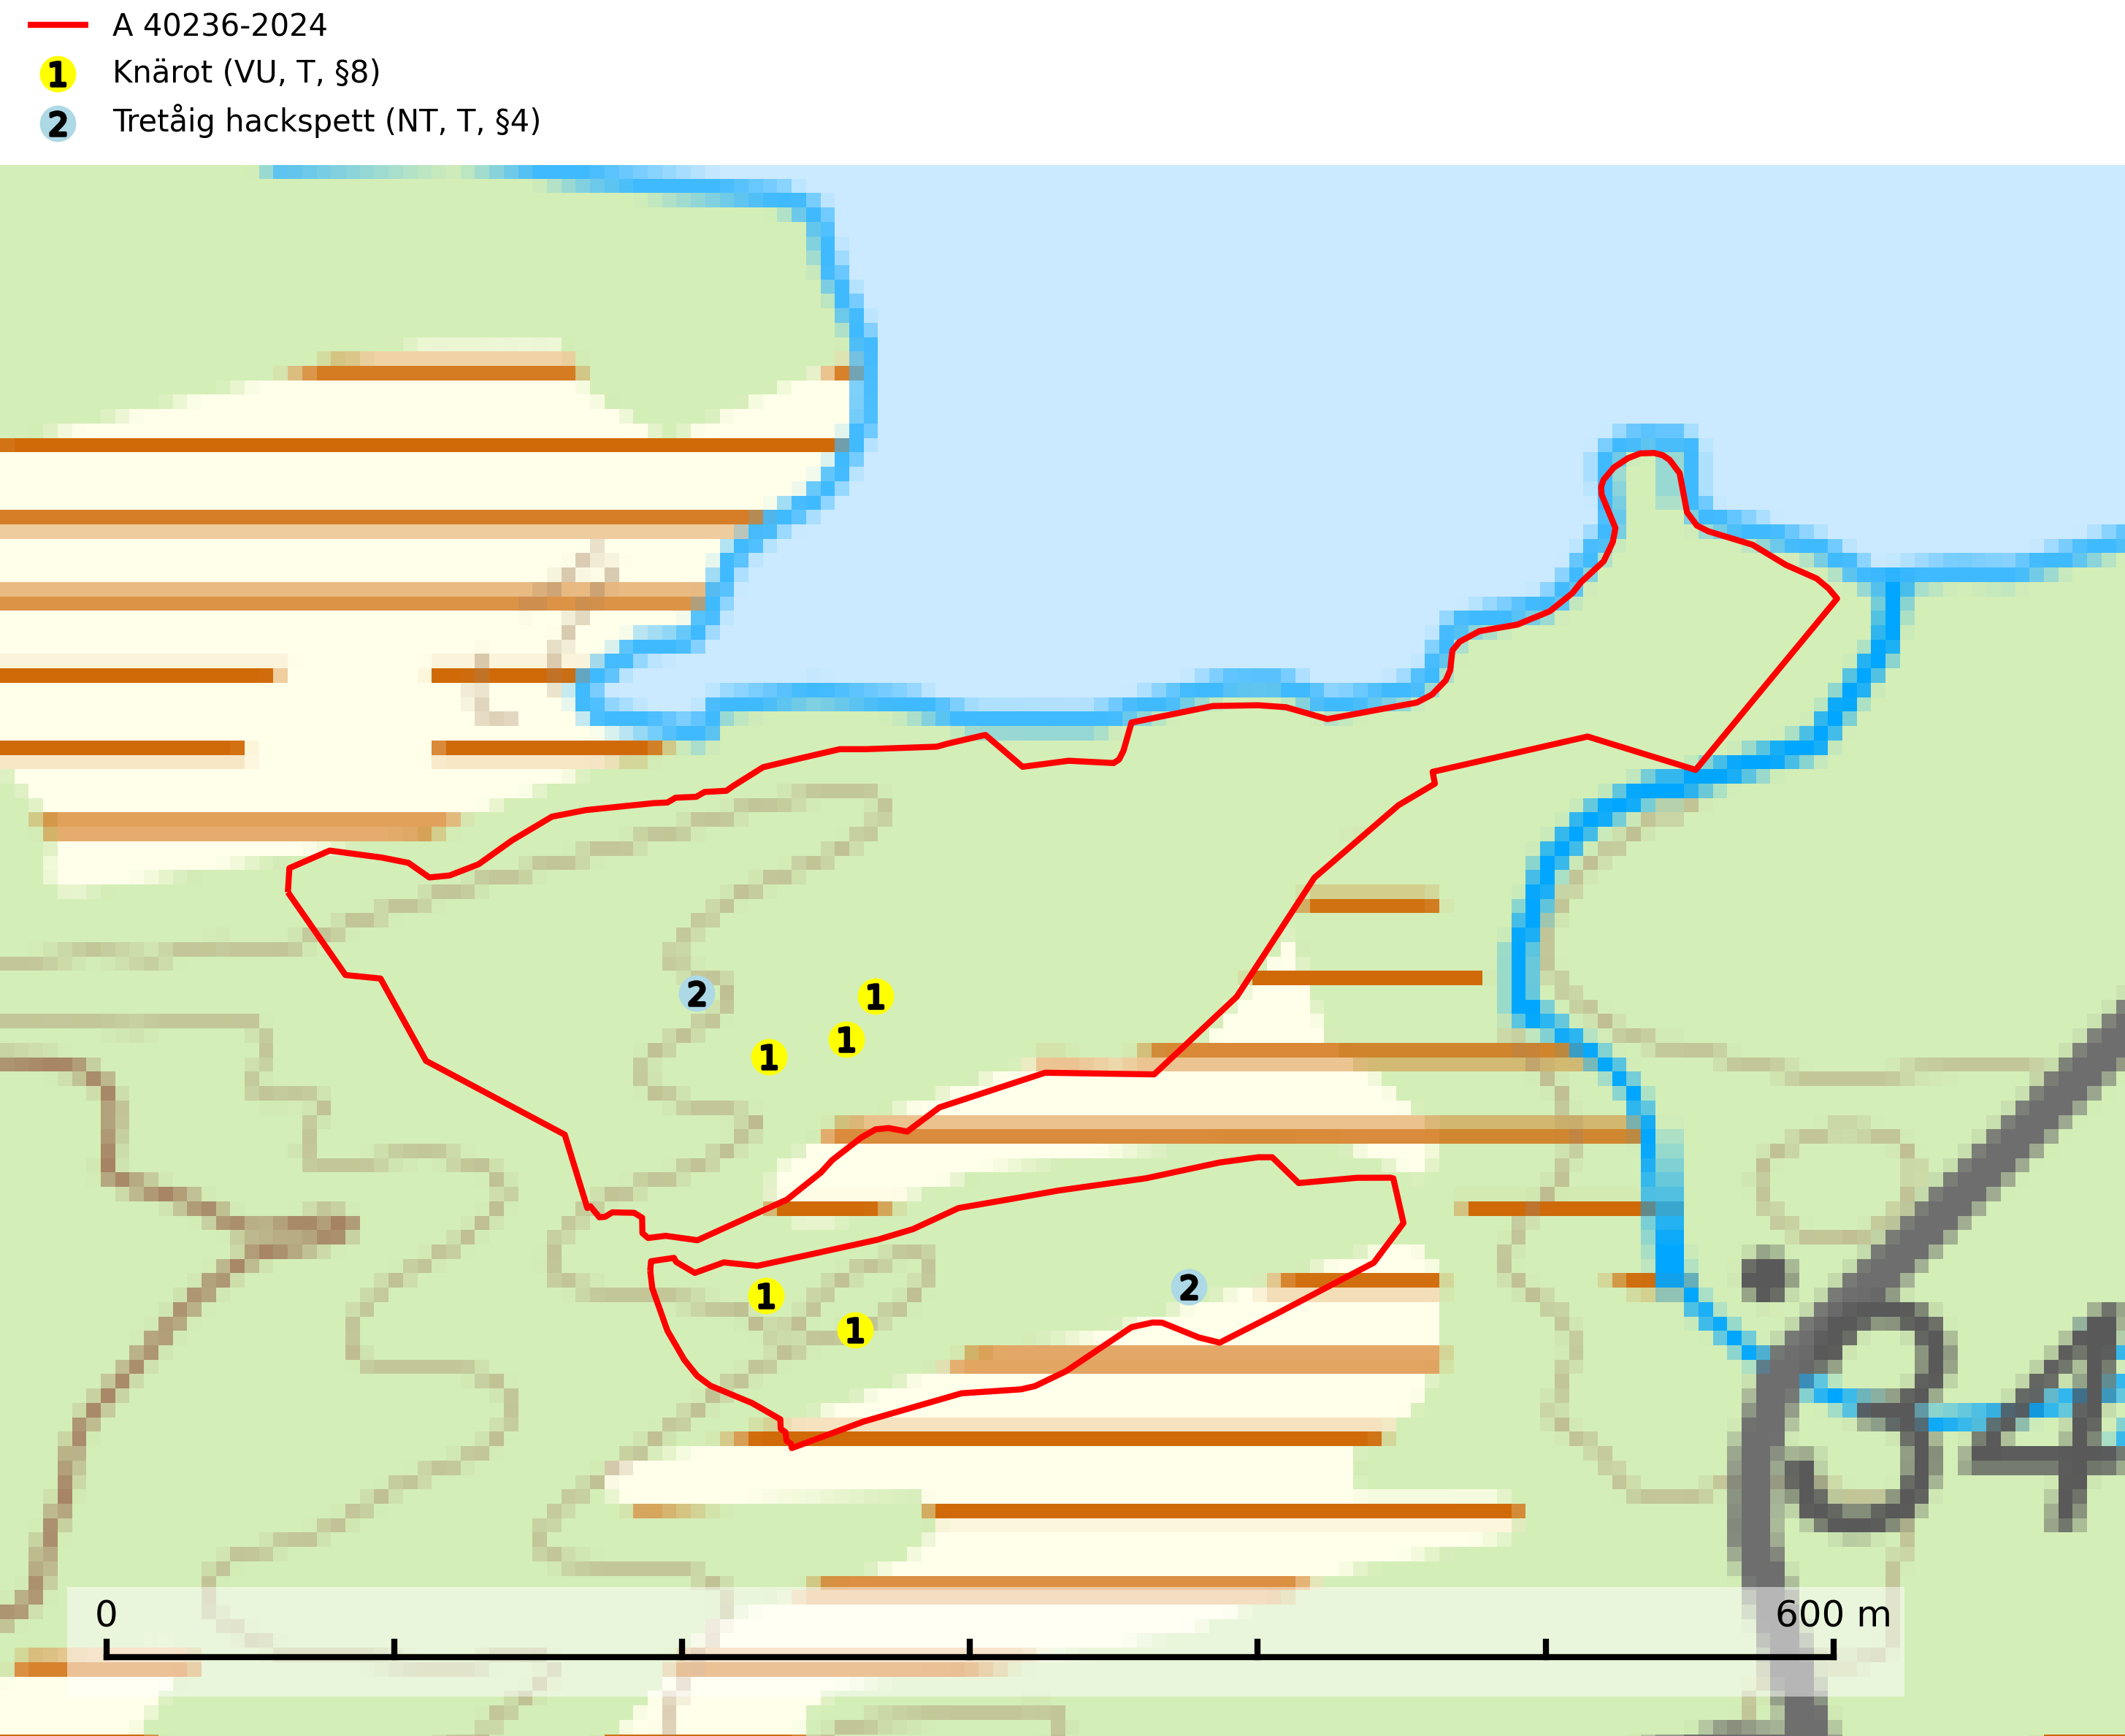 A 40236-2024
1 Knärot (VU, T, §8)
2 Tretåig hackspett (NT, T, §4)
2
1
1
1
1
2
1
34
0
600 m